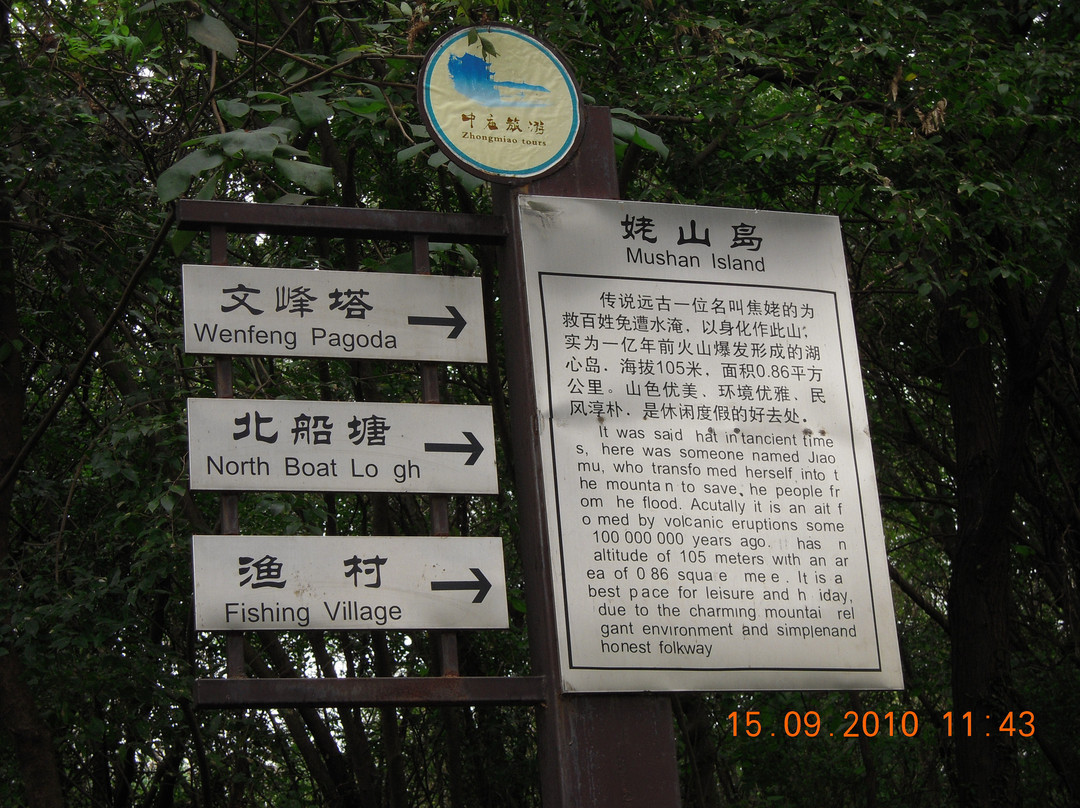 中庙旅游
Zhongmiao tours
文峰塔
Wenfeng Pagoda
北船塘
North Boat Lo gh
渔村
Fishing Village
姥山岛
Mushan Island
传说远古一位名叫焦姥的为
救百姓免遭水淹,以身化作此山;
实为一亿年前火山爆发形成的湖
心岛.海拔105米,面积0.86平方
公里。山色优美、环境优雅、民
风淳朴.是休闲度假的好去处.
It was said hat in tancient time
s, here was someone named Jiao
mu, who transfo med herself into t
he mounta n to save he people fr
om he flood. Acutally it is an ait f
o med by volcanic eruptions some
100 000 000 years ago. has n
altitude of 105 meters with an ar
ea of 0 86 squa e me e . It is a
best p ace for leisure and h iday,
due to the charming mountai rel
gant environment and simplenand
honest folkway
15.09.2010 11:43